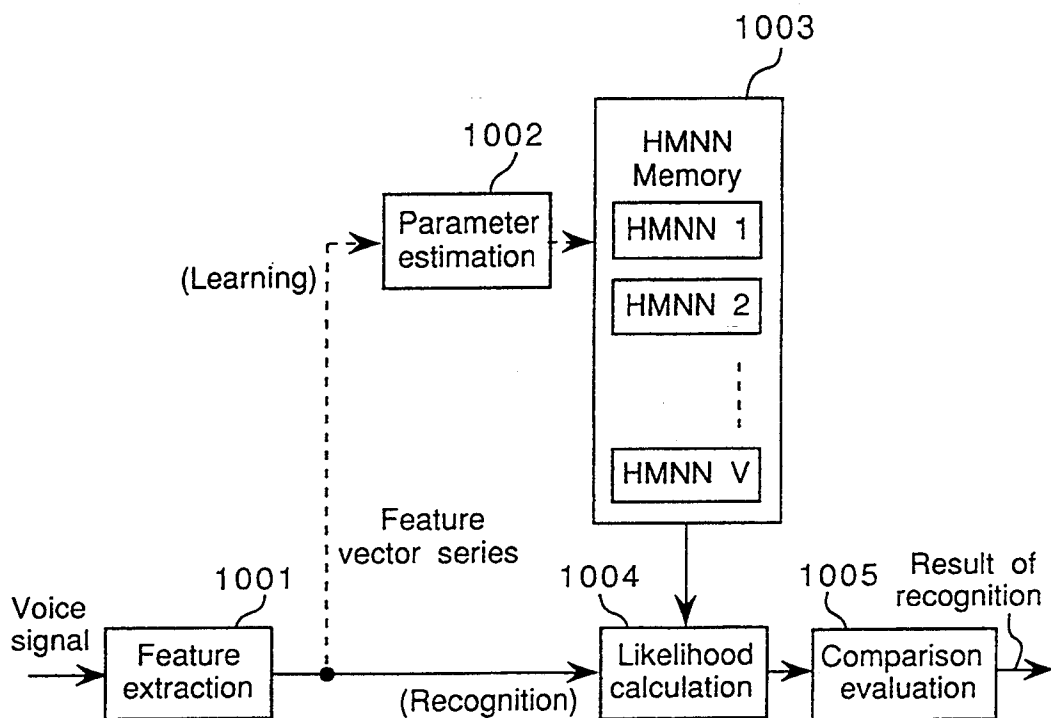 1003
1002
HMNN
Memory
Parameter
estimation
HMNN 1
(Learning)
HMNN 2
HMNN V
Feature
vector series
1001
1004
1005
Result of
recognition
Voice
signal
Feature
extraction
(Recognition)
Likelihood
calculation
Comparison
evaluation